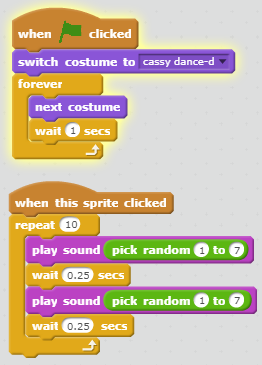 when clicked
switch costume to cassy dance-d
forever
next costume
wait 1 secs
when this sprite clicked
repeat 10
play sound pick random 1 to 7
wait 0.25 secs
play sound pick random 1 to 7
wait 0.25 secs